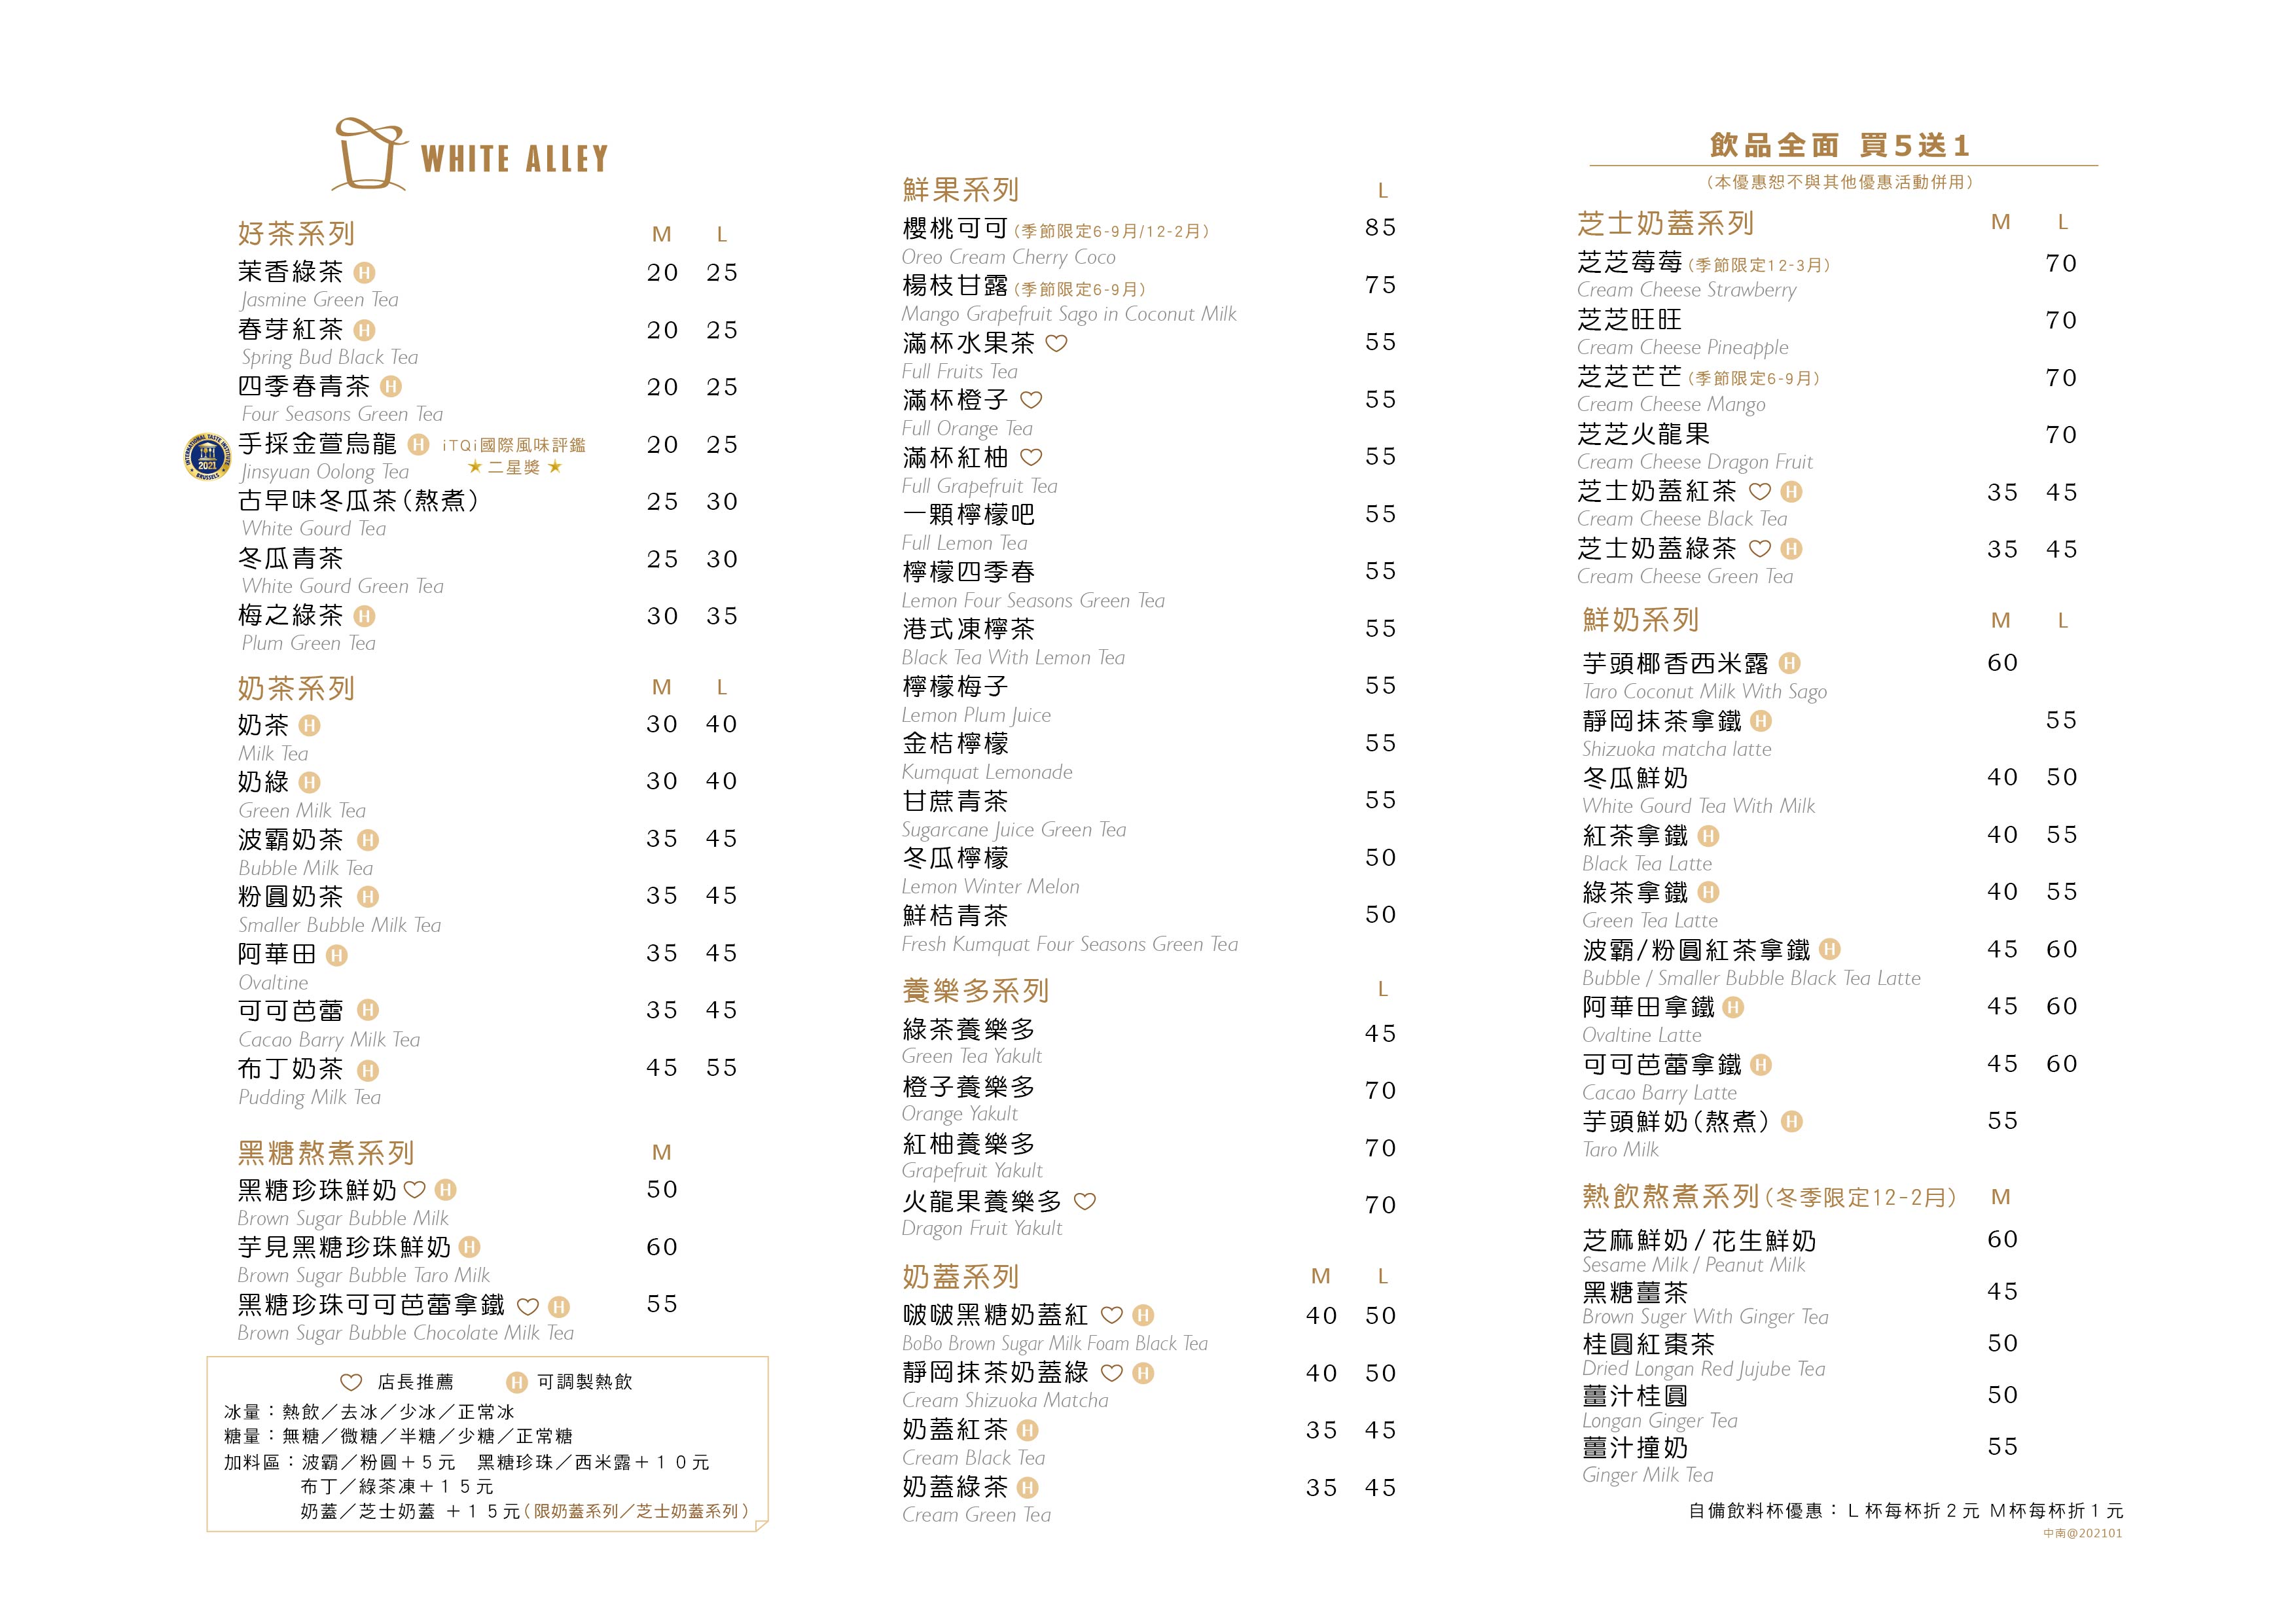 WHITE ALLEY
好茶系列 M L
茉香綠茶 H 20 25
Jasmine Green Tea
春芽紅茶 H 20 25
Spring Bud Black Tea
四季春青茶 H 20 25
Four Seasons Green Tea
INTERNATIONAL TASTE INSTITUTE 2021 BRUSSELS
手採金萱烏龍 H iTQi國際風味評鑑 20 25
★二星獎★
Jinsyuan Oolong Tea
古早味冬瓜茶(熬煮) 25 30
White Gourd Tea
冬瓜青茶 25 30
White Gourd Green Tea
梅之綠茶 H 30 35
Plum Green Tea
奶茶系列 M L
奶茶 H 30 40
Milk Tea
奶綠 H 30 40
Green Milk Tea
波霸奶茶 H 35 45
Bubble Milk Tea
粉圓奶茶 H 35 45
Smaller Bubble Milk Tea
阿華田 H 35 45
Ovaltine
可可芭蕾 H 35 45
Cacao Barry Milk Tea
布丁奶茶 H 45 55
Pudding Milk Tea
黑糖熬煮系列 M
黑糖珍珠鮮奶 ♡ H 50
Brown Sugar Bubble Milk
芋見黑糖珍珠鮮奶 H 60
Brown Sugar Bubble Taro Milk
黑糖珍珠可可芭蕾拿鐵 ♡ H 55
Brown Sugar Bubble Chocolate Milk Tea
♡ 店長推薦 H 可調製熱飲
冰量：熱飲／去冰／少冰／正常冰
糖量：無糖／微糖／半糖／少糖／正常糖
加料區：波霸／粉圓＋５元 黑糖珍珠／西米露＋１０元
布丁／綠茶凍＋１５元
奶蓋／芝士奶蓋 ＋１５元(限奶蓋系列／芝士奶蓋系列)
鮮果系列 L
櫻桃可可(季節限定6-9月/12-2月) 85
Oreo Cream Cherry Coco
楊枝甘露(季節限定6-9月) 75
Mango Grapefruit Sago in Coconut Milk
滿杯水果茶 ♡ 55
Full Fruits Tea
滿杯橙子 ♡ 55
Full Orange Tea
滿杯紅柚 ♡ 55
Full Grapefruit Tea
一顆檸檬吧 55
Full Lemon Tea
檸檬四季春 55
Lemon Four Seasons Green Tea
港式凍檸茶 55
Black Tea With Lemon Tea
檸檬梅子 55
Lemon Plum Juice
金桔檸檬 55
Kumquat Lemonade
甘蔗青茶 55
Sugarcane Juice Green Tea
冬瓜檸檬 50
Lemon Winter Melon
鮮桔青茶 50
Fresh Kumquat Four Seasons Green Tea
養樂多系列 L
綠茶養樂多 45
Green Tea Yakult
橙子養樂多 70
Orange Yakult
紅柚養樂多 70
Grapefruit Yakult
火龍果養樂多 ♡ 70
Dragon Fruit Yakult
奶蓋系列 M L
啵啵黑糖奶蓋紅 ♡ H 40 50
BoBo Brown Sugar Milk Foam Black Tea
靜岡抹茶奶蓋綠 ♡ H 40 50
Cream Shizuoka Matcha
奶蓋紅茶 H 35 45
Cream Black Tea
奶蓋綠茶 H 35 45
Cream Green Tea
飲品全面 買5送1
(本優惠恕不與其他優惠活動併用)
芝士奶蓋系列 M L
芝芝莓莓(季節限定12-3月) 70
Cream Cheese Strawberry
芝芝旺旺 70
Cream Cheese Pineapple
芝芝芒芒(季節限定6-9月) 70
Cream Cheese Mango
芝芝火龍果 70
Cream Cheese Dragon Fruit
芝士奶蓋紅茶 ♡ H 35 45
Cream Cheese Black Tea
芝士奶蓋綠茶 ♡ H 35 45
Cream Cheese Green Tea
鮮奶系列 M L
芋頭椰香西米露 H 60
Taro Coconut Milk With Sago
靜岡抹茶拿鐵 H 55
Shizuoka matcha latte
冬瓜鮮奶 40 50
White Gourd Tea With Milk
紅茶拿鐵 H 40 55
Black Tea Latte
綠茶拿鐵 H 40 55
Green Tea Latte
波霸/粉圓紅茶拿鐵 H 45 60
Bubble / Smaller Bubble Black Tea Latte
阿華田拿鐵 H 45 60
Ovaltine Latte
可可芭蕾拿鐵 H 45 60
Cacao Barry Latte
芋頭鮮奶(熬煮) H 55
Taro Milk
熱飲熬煮系列(冬季限定12-2月) M
芝麻鮮奶/花生鮮奶 60
Sesame Milk / Peanut Milk
黑糖薑茶 45
Brown Suger With Ginger Tea
桂圓紅棗茶 50
Dried Longan Red Jujube Tea
薑汁桂圓 50
Longan Ginger Tea
薑汁撞奶 55
Ginger Milk Tea
自備飲料杯優惠：Ｌ杯每杯折２元 Ｍ杯每杯折１元
中南@202101